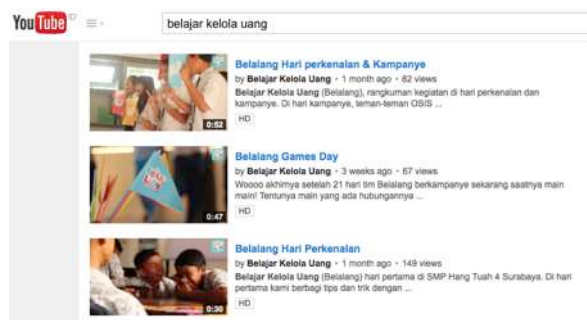 YouTube ID
belajar kelola uang
Belalang Hari perkenalan & Kampanye
by Belajar Kelola Uang • 1 month ago • 82 views
Belajar Kelola Uang (Belalang), rangkuman kegiatan di hari perkenalan dan
kampanye. Di hari kampanye, teman-teman OSIS ...
HD
0:52
Belalang Games Day
by Belajar Kelola Uang • 3 weeks ago • 67 views
Woooo akhirnya setelah 21 hari tim Belalang berkampanye sekarang saatnya main
main! Tentunya main yang ada hubungannya ...
HD
0:47
Belalang Hari Perkenalan
by Belajar Kelola Uang • 1 month ago • 149 views
Belajar Kelola Uang (Belalang) hari pertama di SMP Hang Tuah 4 Surabaya. Di hari
pertama kami berbagi tips dan trik dengan ...
HD
0:30